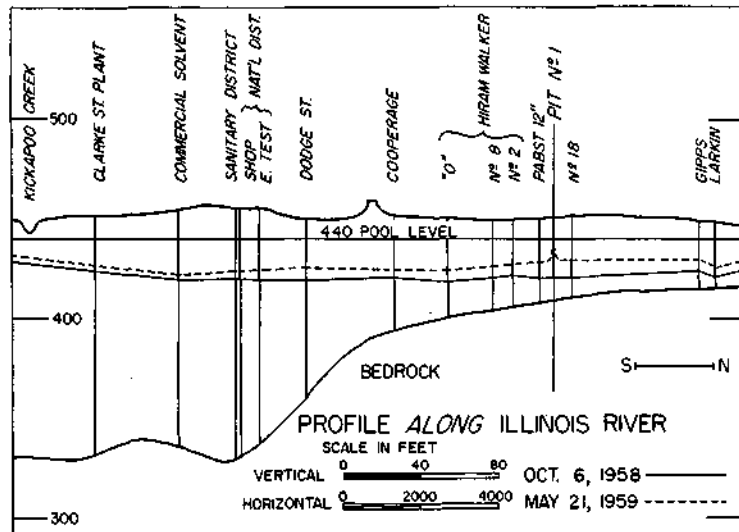 KICKAPOO CREEK
CLARKE ST. PLANT
COMMERCIAL SOLVENT
SANITARY DISTRICT
SHOP
E. TEST
NAT'L DIST.
DODGE ST.
COOPERAGE
"O"
Nº 8
Nº 2
HIRAM WALKER
PABST 12"
PIT Nº 1
Nº 18
GIPPS
LARKIN
500
440 POOL LEVEL
400
BEDROCK
S N
PROFILE ALONG ILLINOIS RIVER
SCALE IN FEET
VERTICAL 0 40 80 OCT. 6, 1958
HORIZONTAL 0 2000 4000 MAY 21, 1959
300